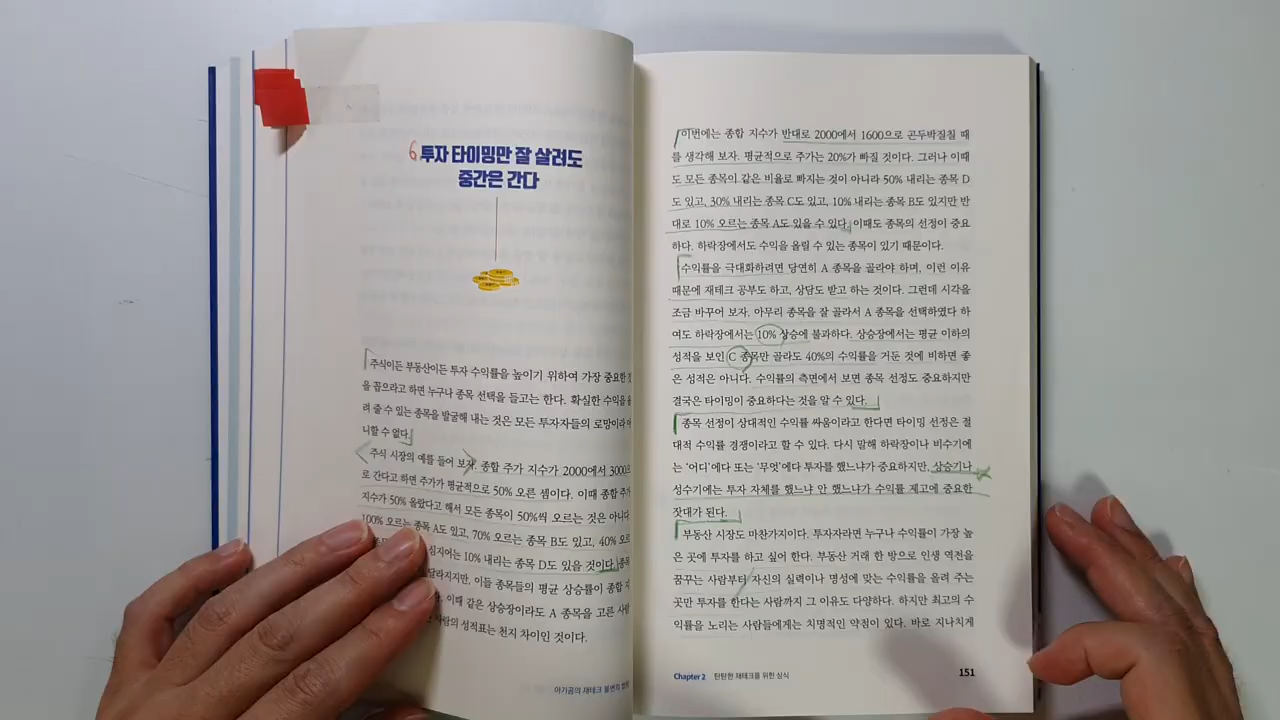 6 투자 타이밍만 잘 살려도
중간은 간다
주식이든 부동산이든 투자 수익률을 높이기 위하여 가장 중요한 것
을 꼽으라고 하면 누구나 종목 선택을 들곤는 한다. 확실한 수익을 올
려 줄 수 있는 종목을 발굴해 내는 것은 모든 투자자들의 로망이라 아
니할 수 없다.
주식 시장의 예를 들어 보자. 종합 주가 지수가 2000에서 3000으
로 간다고 하면 주가가 평균적으로 50% 오른 셈이다. 이때 종합 주가
지수가 50% 올랐다고 해서 모든 종목이 50%씩 오르는 것은 아니다.
100% 오르는 종목 A도 있고, 70% 오르는 종목 B도 있고, 40% 오르
심지어는 10% 내리는 종목 D도 있을 것이다. 종목
달라지지만, 이들 종목들의 평균 상승률이 종합 지
이때 같은 상승장이라도 A 종목을 고른 사람
사람의 성적표는 천지 차이인 것이다.
아기곰의 재테크 불변의 법칙
이번에는 종합 지수가 반대로 2000에서 1600으로 곤두박질칠 때
를 생각해 보자. 평균적으로 주가는 20%가 빠질 것이다. 그러나 이때
도 모든 종목의 같은 비율로 빠지는 것이 아니라 50% 내리는 종목 D
도 있고, 30% 내리는 종목 C도 있고, 10% 내리는 종목 B도 있지만 반
대로 10% 오르는 종목 A도 있을 수 있다. 이때도 종목의 선정이 중요
하다. 하락장에서도 수익을 올릴 수 있는 종목이 있기 때문이다.
수익률을 극대화하려면 당연히 A 종목을 골라야 하며, 이런 이유
때문에 재테크 공부도 하고, 상담도 받고 하는 것이다. 그런데 시각을
조금 바꾸어 보자. 아무리 종목을 잘 골라서 A 종목을 선택하였다 하
여도 하락장에서는 10% 상승에 불과하다. 상승장에서는 평균 이하의
성적을 보인 C 종목만 골라도 40%의 수익률을 거둔 것에 비하면 좋
은 성적은 아니다. 수익률의 측면에서 보면 종목 선정도 중요하지만
결국은 타이밍이 중요하다는 것을 알 수 있다.
종목 선정이 상대적인 수익률 싸움이라고 한다면 타이밍 선정은 절
대적 수익률 경쟁이라고 할 수 있다. 다시 말해 하락장이나 비수기에
는 '어디'에다 또는 '무엇'에다 투자를 했느냐가 중요하지만, 상승기나
성수기에는 투자 자체를 했느냐 안 했느냐가 수익률 제고에 중요한
잣대가 된다.
부동산 시장도 마찬가지이다. 투자자라면 누구나 수익률이 가장 높
은 곳에 투자를 하고 싶어 한다. 부동산 거래 한 방으로 인생 역전을
꿈꾸는 사람부터 자신의 실력이나 명성에 맞는 수익률을 올려 주는
곳만 투자를 한다는 사람까지 그 이유도 다양하다. 하지만 최고의 수
익률을 노리는 사람들에게는 치명적인 약점이 있다. 바로 지나치게
Chapter 2 탄탄한 재테크를 위한 상식
151